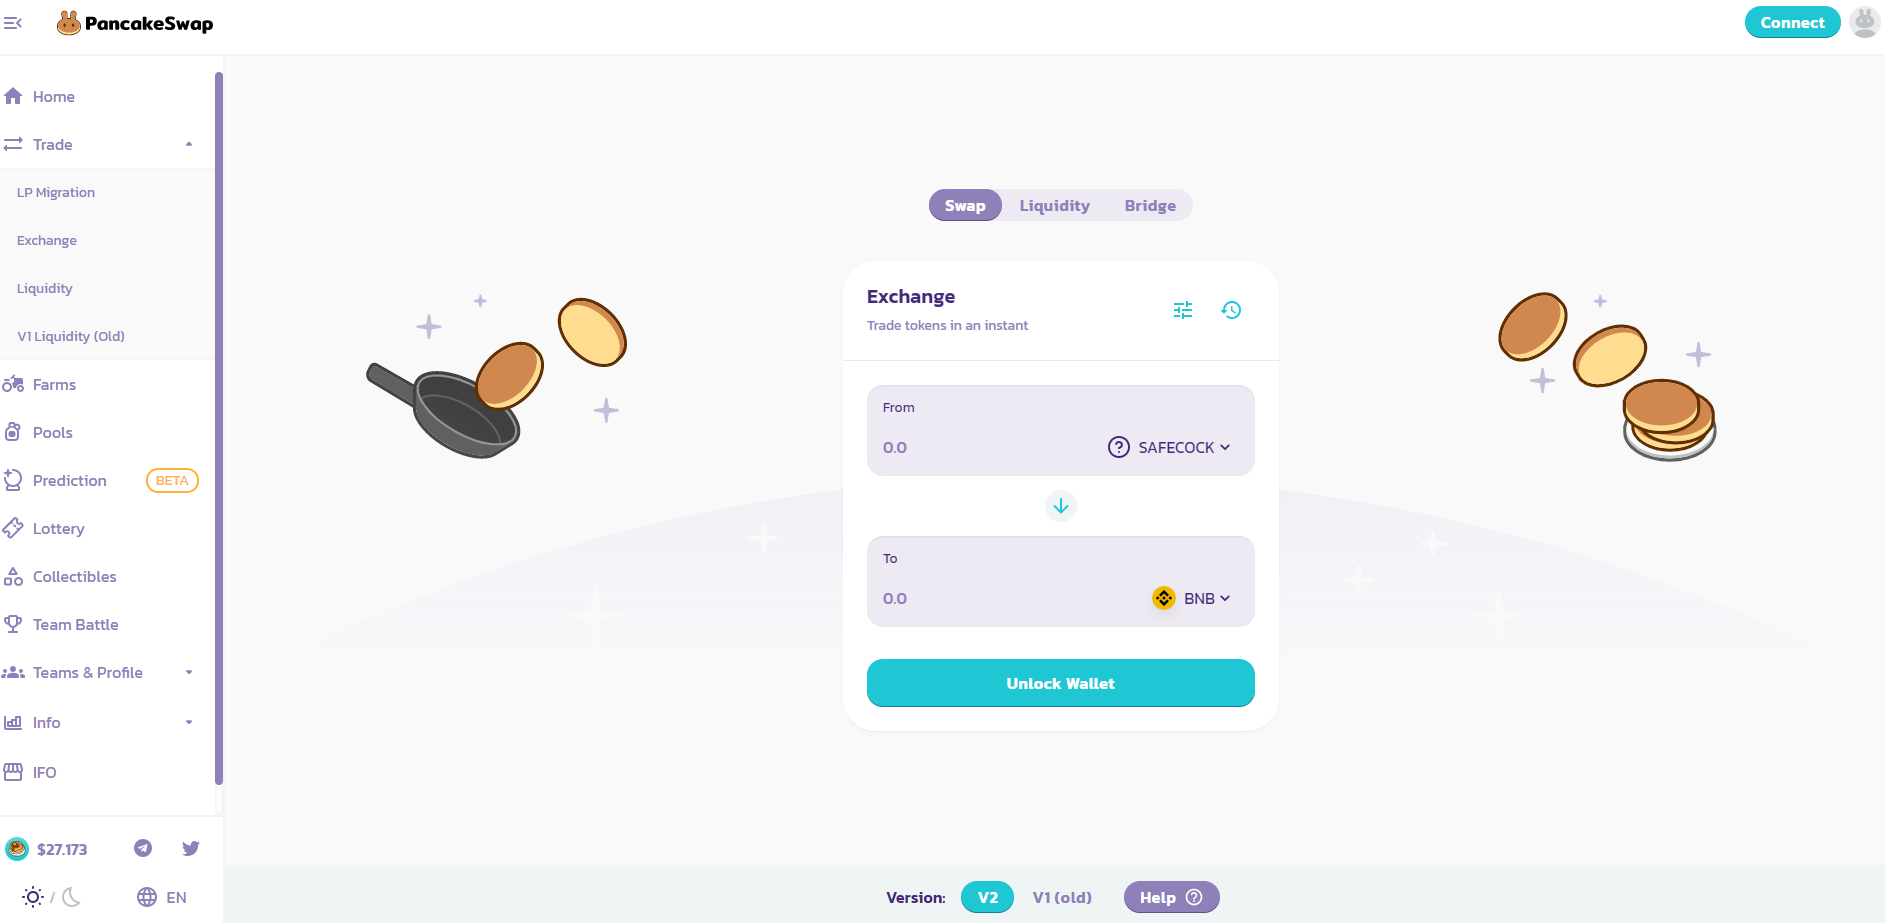 PancakeSwap
Connect
Home
Trade
LP Migration
Exchange
Liquidity
V1 Liquidity (Old)
Farms
Pools
Prediction BETA
Lottery
Collectibles
Team Battle
Teams & Profile
Info
IFO
$27.173
/
EN
Swap Liquidity Bridge
Exchange
Trade tokens in an instant
From
0.0 ? SAFECOCK
To
0.0 BNB
Unlock Wallet
Version: V2 V1 (old) Help ?